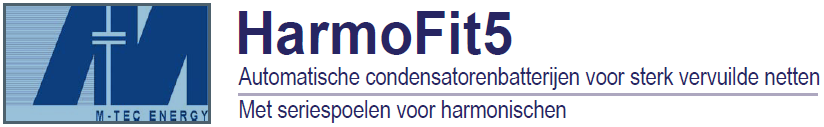 M-TEC ENERGY
HarmoFit5
Automatische condensatorenbatterijen voor sterk vervuilde netten
Met seriespoelen voor harmonischen